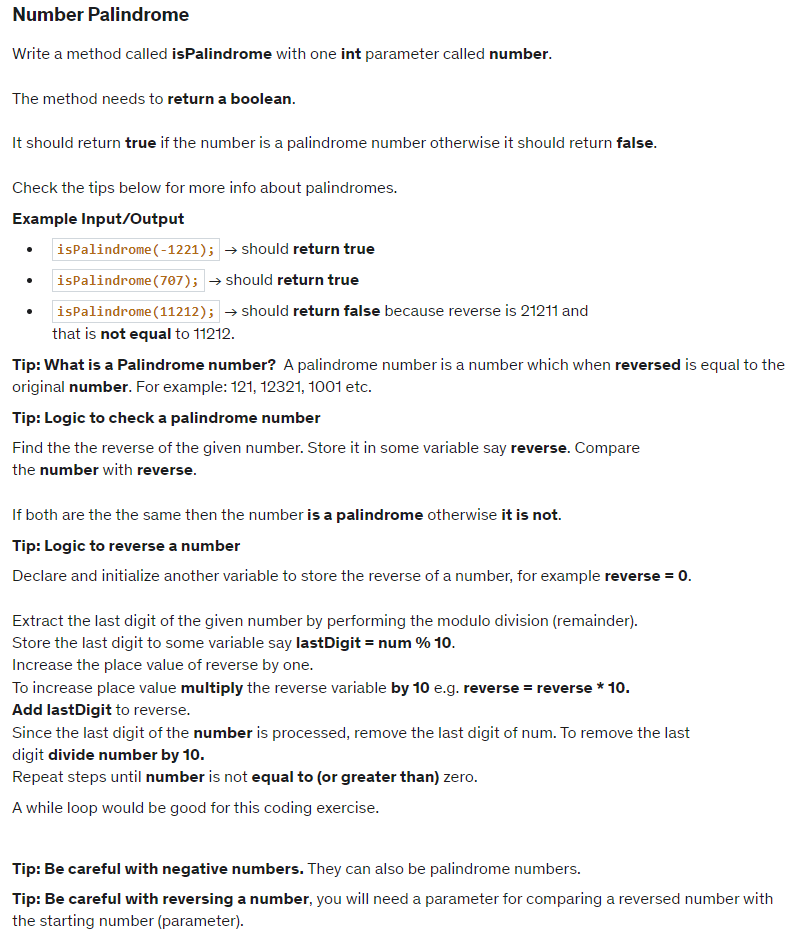 Number Palindrome
Write a method called isPalindrome with one int parameter called number.
The method needs to return a boolean.
It should return true if the number is a palindrome number otherwise it should return false.
Check the tips below for more info about palindromes.
Example Input/Output
• isPalindrome(-1221); → should return true
• isPalindrome(707); → should return true
• isPalindrome(11212); → should return false because reverse is 21211 and
that is not equal to 11212.
Tip: What is a Palindrome number?  A palindrome number is a number which when reversed is equal to the
original number. For example: 121, 12321, 1001 etc.
Tip: Logic to check a palindrome number
Find the the reverse of the given number. Store it in some variable say reverse. Compare
the number with reverse.
If both are the the same then the number is a palindrome otherwise it is not.
Tip: Logic to reverse a number
Declare and initialize another variable to store the reverse of a number, for example reverse = 0.
Extract the last digit of the given number by performing the modulo division (remainder).
Store the last digit to some variable say lastDigit = num % 10.
Increase the place value of reverse by one.
To increase place value multiply the reverse variable by 10 e.g. reverse = reverse * 10.
Add lastDigit to reverse.
Since the last digit of the number is processed, remove the last digit of num. To remove the last
digit divide number by 10.
Repeat steps until number is not equal to (or greater than) zero.
A while loop would be good for this coding exercise.
Tip: Be careful with negative numbers. They can also be palindrome numbers.
Tip: Be careful with reversing a number, you will need a parameter for comparing a reversed number with
the starting number (parameter).